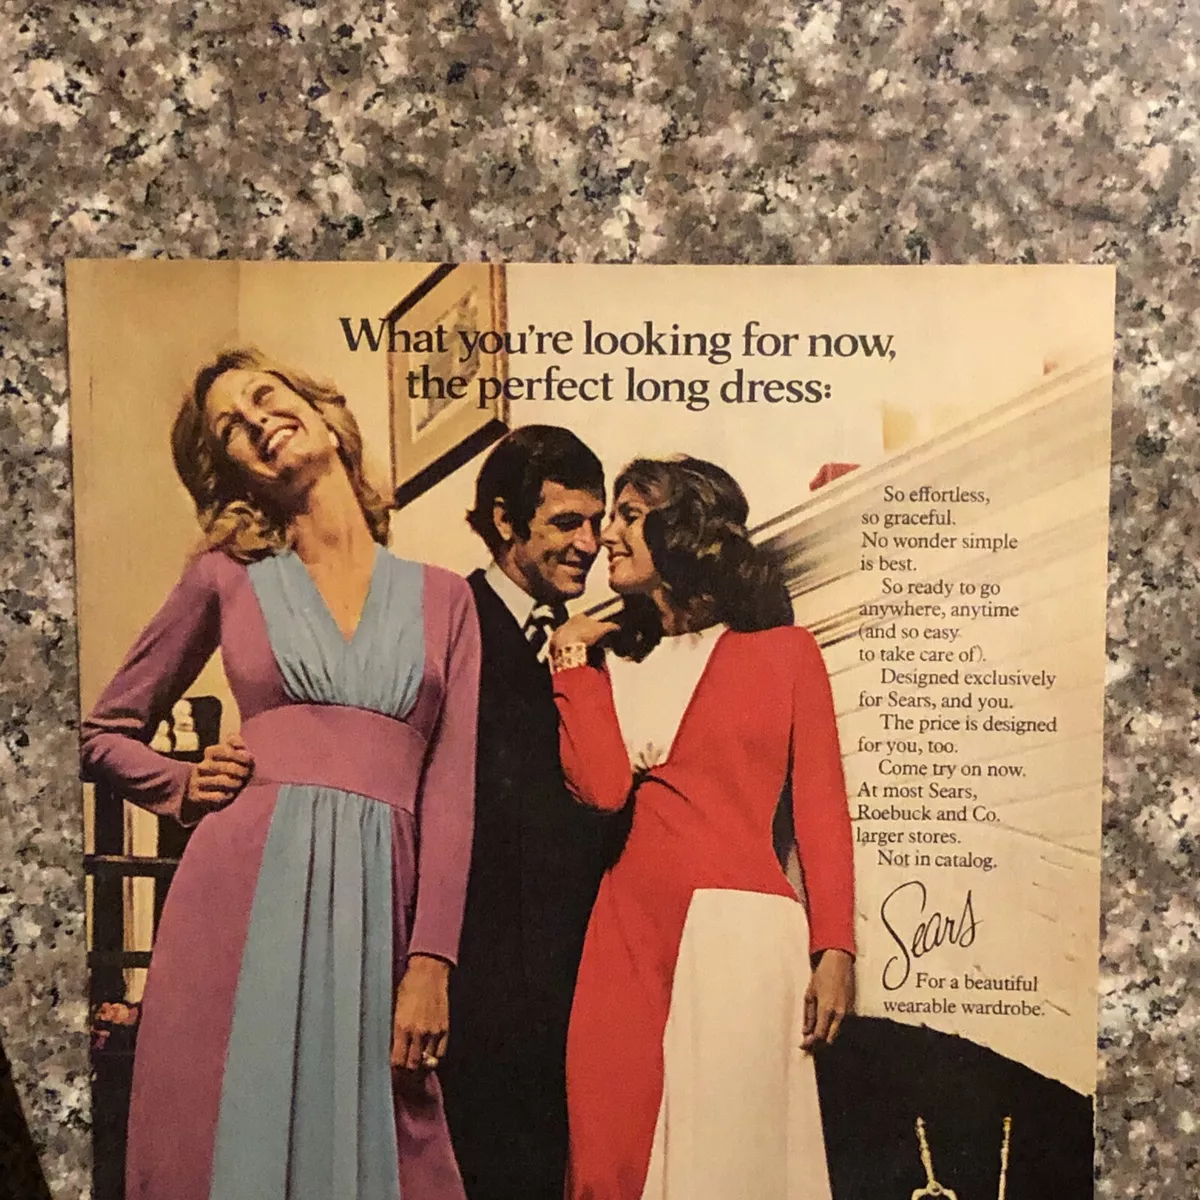 What you're looking for now,
the perfect long dress:
So effortless,
so graceful.
No wonder simple
is best.
So ready to go
anywhere, anytime
(and so easy
to take care of).
Designed exclusively
for Sears, and you.
The price is designed
for you, too.
Come try on now.
At most Sears,
Roebuck and Co.
larger stores.
Not in catalog.
Sears
For a beautiful
wearable wardrobe.